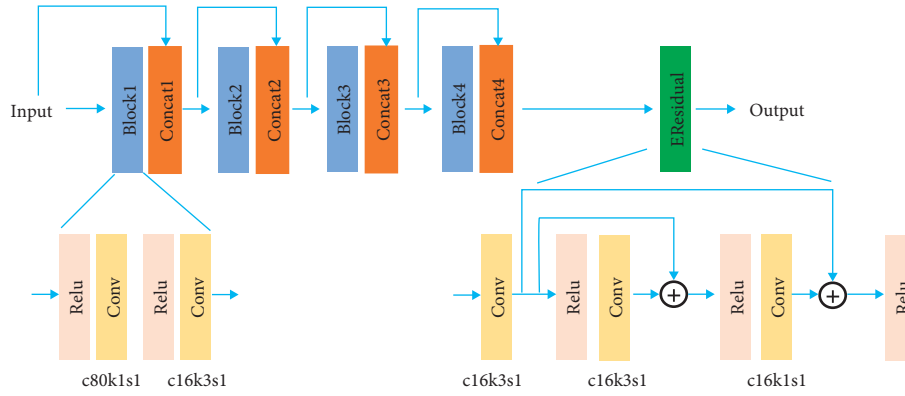 Input
Block1
Concat1
Block2
Concat2
Block3
Concat3
Block4
Concat4
EResidual
Output
Relu
Conv
Relu
Conv
c80k1s1
c16k3s1
Conv
Relu
Conv
+
Relu
Conv
+
Relu
c16k3s1
c16k3s1
c16k1s1